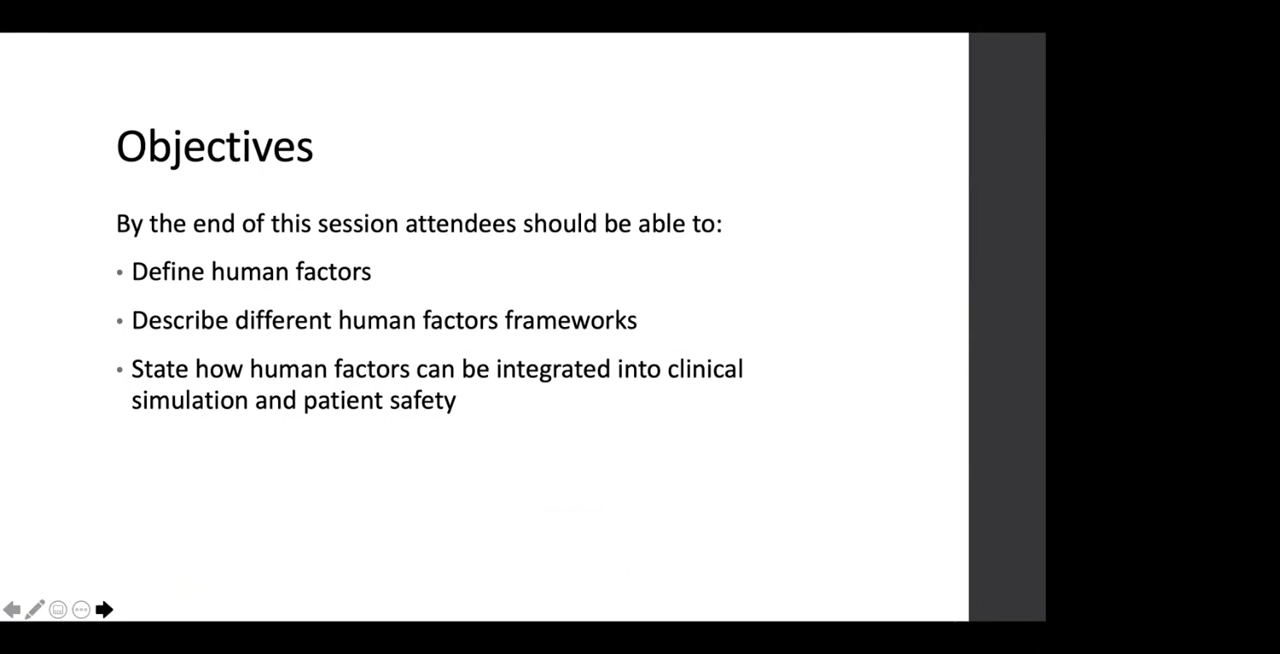 Objectives
By the end of this session attendees should be able to:
• Define human factors
• Describe different human factors frameworks
• State how human factors can be integrated into clinical
simulation and patient safety